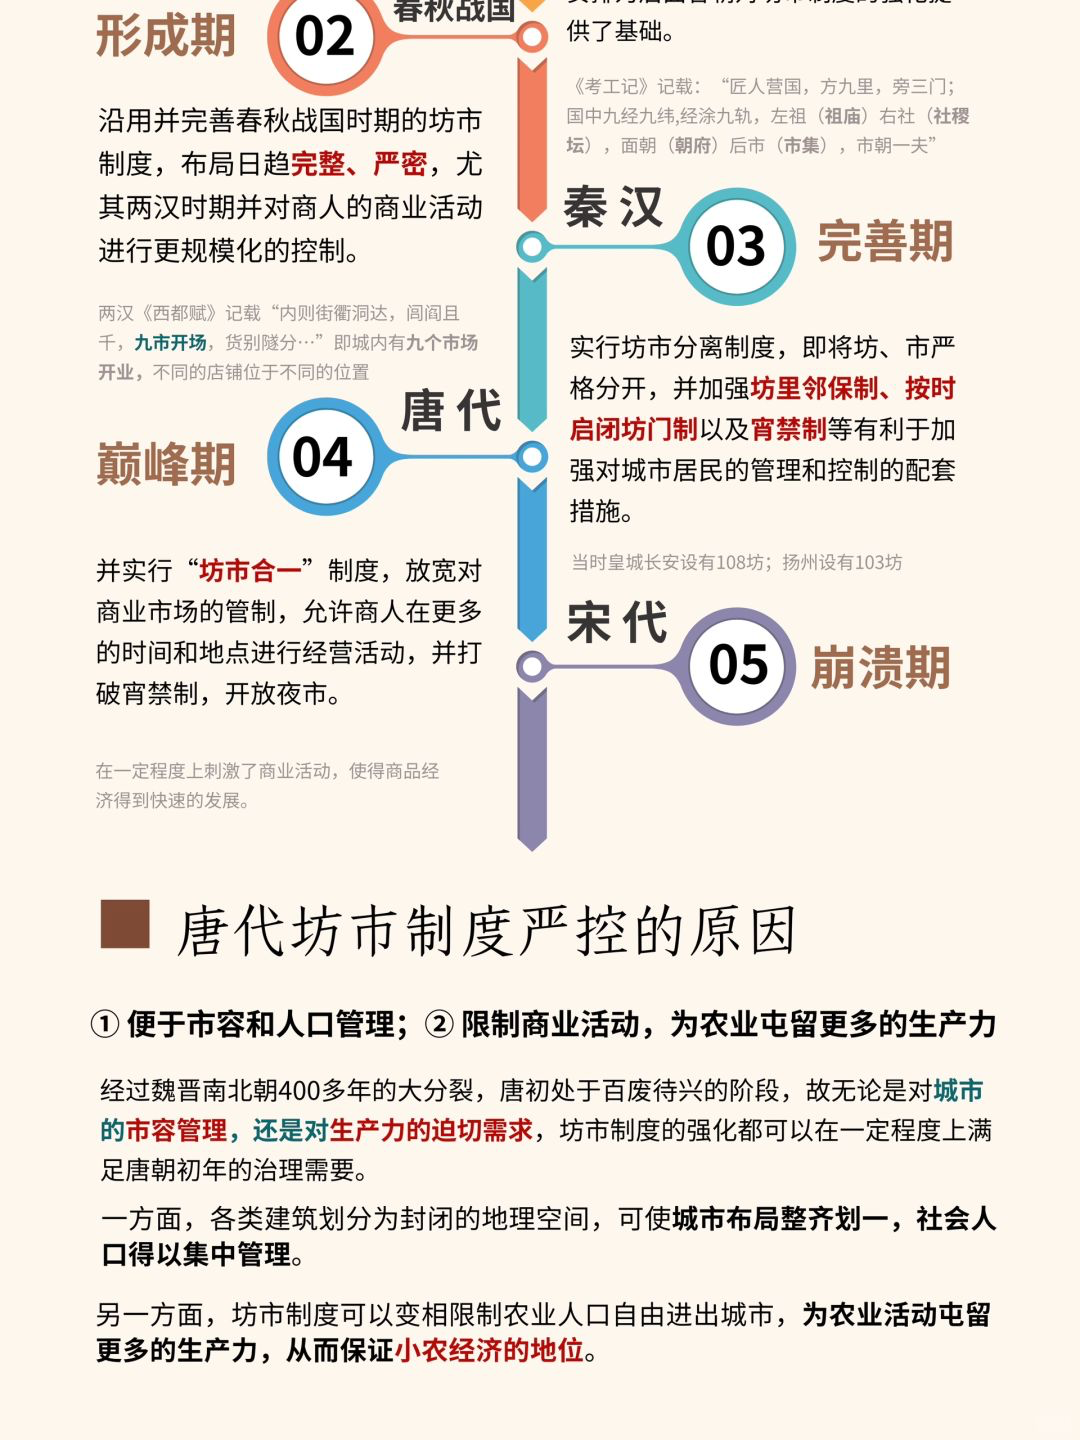 春秋战国
形成期
02
供了基础。
《考工记》记载：“匠人营国，方九里，旁三门；
国中九经九纬,经涂九轨，左祖（祖庙）右社（社稷
坛），面朝（朝府）后市（市集），市朝一夫”
沿用并完善春秋战国时期的坊市
制度，布局日趋完整、严密，尤
其两汉时期并对商人的商业活动
进行更规模化的控制。
两汉《西都赋》记载“内则街衢洞达，闾阎且
千，九市开场，货别隧分…”即城内有九个市场
开业，不同的店铺位于不同的位置
秦汉
03
完善期
实行坊市分离制度，即将坊、市严
格分开，并加强坊里邻保制、按时
启闭坊门制以及宵禁制等有利于加
强对城市居民的管理和控制的配套
措施。
当时皇城长安设有108坊；扬州设有103坊
唐代
04
巅峰期
并实行“坊市合一”制度，放宽对
商业市场的管制，允许商人在更多
的时间和地点进行经营活动，并打
破宵禁制，开放夜市。
在一定程度上刺激了商业活动，使得商品经
济得到快速的发展。
宋代
05
崩溃期
唐代坊市制度严控的原因
① 便于市容和人口管理；② 限制商业活动，为农业屯留更多的生产力
经过魏晋南北朝400多年的大分裂，唐初处于百废待兴的阶段，故无论是对城市
的市容管理，还是对生产力的迫切需求，坊市制度的强化都可以在一定程度上满
足唐朝初年的治理需要。
一方面，各类建筑划分为封闭的地理空间，可使城市布局整齐划一，社会人
口得以集中管理。
另一方面，坊市制度可以变相限制农业人口自由进出城市，为农业活动屯留
更多的生产力，从而保证小农经济的地位。